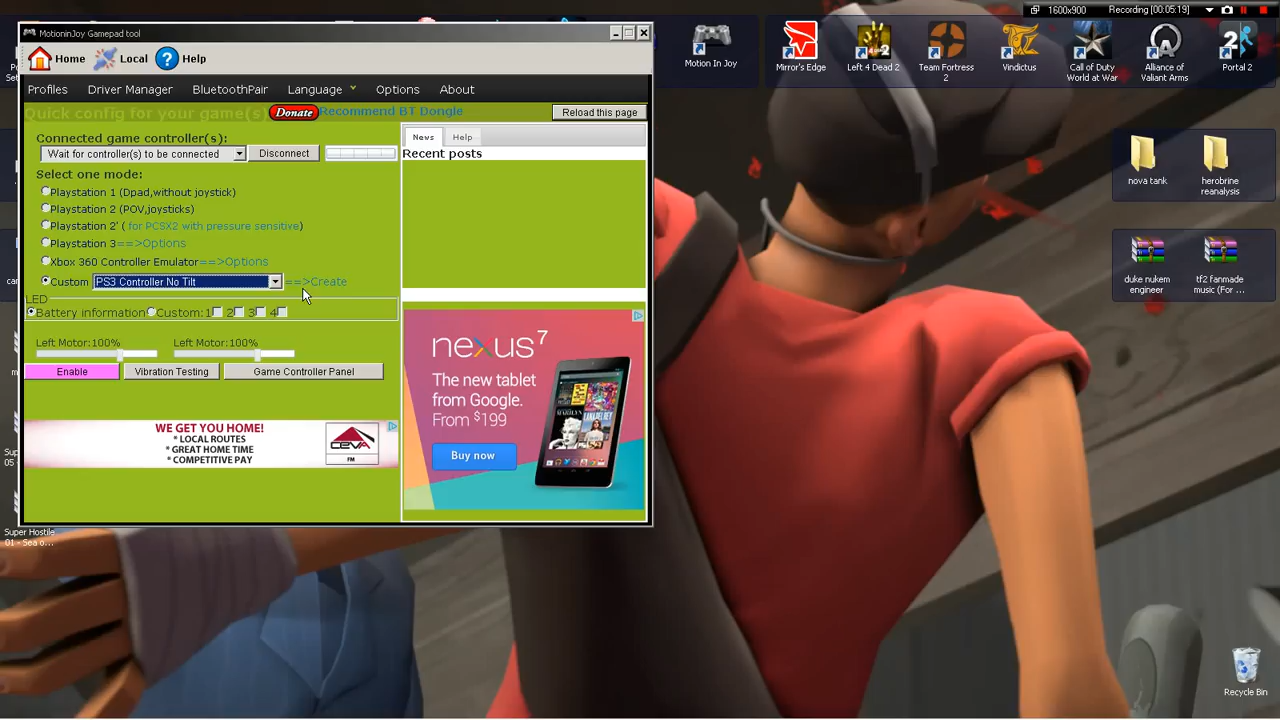 MotioninJoy Gamepad tool
Home Local Help
Profiles Driver Manager BluetoothPair Language Options About
Quick config for your game(s) Donate Recommend BT Dongle Reload this page
Connected game controller(s):
Wait for controller(s) to be connected Disconnect
Select one mode:
Playstation 1 (Dpad,without joystick)
Playstation 2 (POV,joysticks)
Playstation 2' ( for PCSX2 with pressure sensitive)
Playstation 3==>Options
Xbox 360 Controller Emulator==>Options
Custom PS3 Controller No Tilt ==>Create
LED
Battery information Custom: 1 2 3 4
Left Motor:100% Left Motor:100%
Enable Vibration Testing Game Controller Panel
WE GET YOU HOME!
* LOCAL ROUTES
* GREAT HOME TIME
* COMPETITIVE PAY
CEVA
FM
News Help
Recent posts
nexus 7
The new tablet
from Google.
From $199
Buy now
1600x900 Recording [00:05:19]
Motion In Joy
Mirror's Edge
Left 4 Dead 2
Team Fortress
2
Vindictus
Call of Duty
World at War
Alliance of
Valiant Arms
Portal 2
nova tank
herobrine
reanalysis
duke nukem
engineer
tf2 fanmade
music (For ...
Super Hostile
01 - Sea o...
Recycle Bin